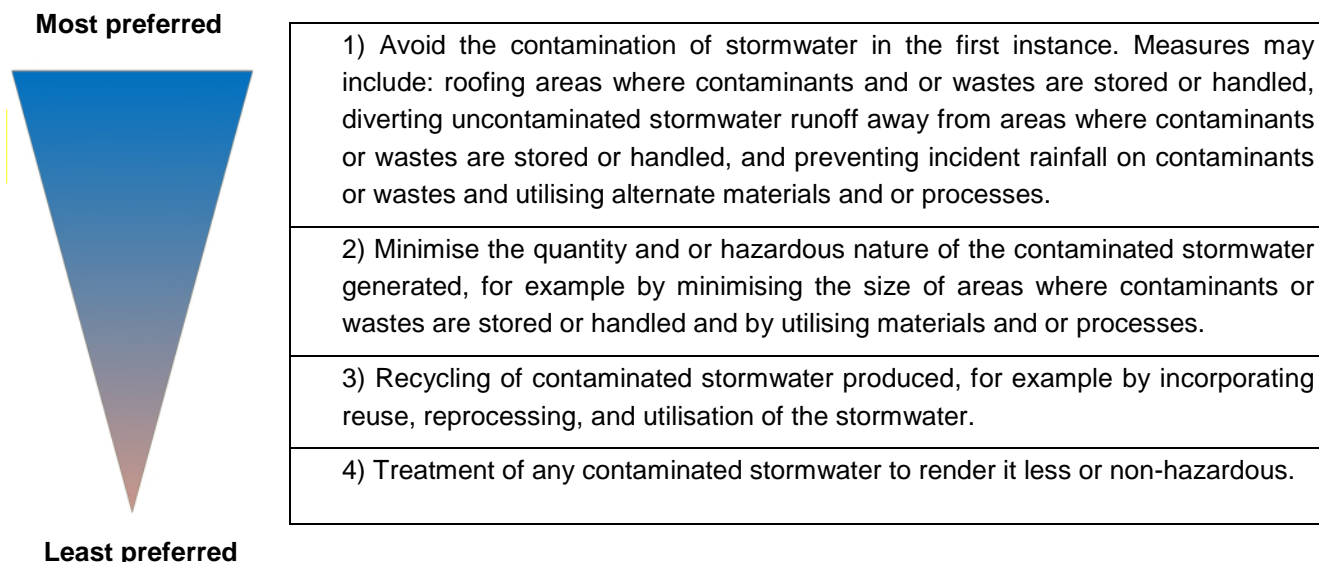 Most preferred
1) Avoid the contamination of stormwater in the first instance. Measures may
include: roofing areas where contaminants and or wastes are stored or handled,
diverting uncontaminated stormwater runoff away from areas where contaminants
or wastes are stored or handled, and preventing incident rainfall on contaminants
or wastes and utilising alternate materials and or processes.
2) Minimise the quantity and or hazardous nature of the contaminated stormwater
generated, for example by minimising the size of areas where contaminants or
wastes are stored or handled and by utilising materials and or processes.
3) Recycling of contaminated stormwater produced, for example by incorporating
reuse, reprocessing, and utilisation of the stormwater.
4) Treatment of any contaminated stormwater to render it less or non-hazardous.
Least preferred